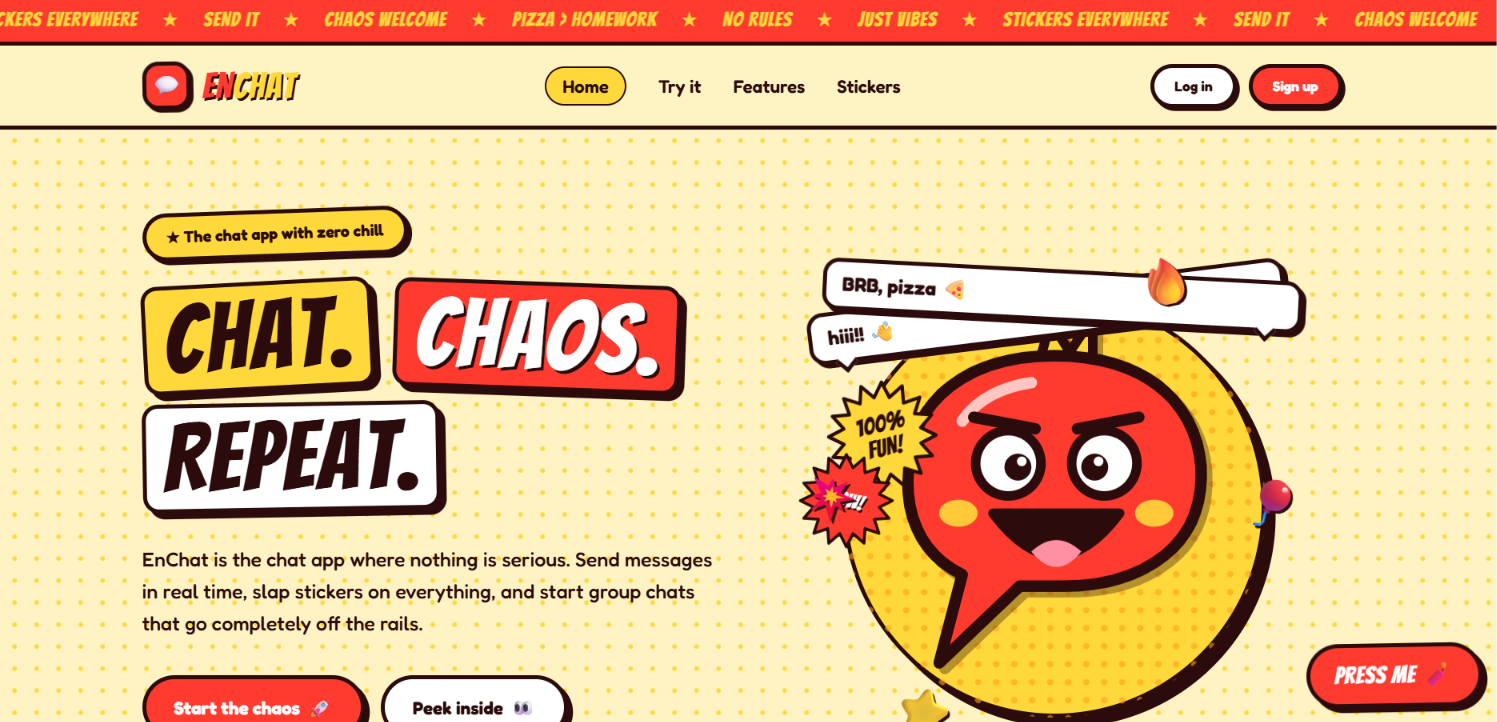 CKERS EVERYWHERE ★ SEND IT ★ CHAOS WELCOME ★ PIZZA > HOMEWORK ★ NO RULES ★ JUST VIBES ★ STICKERS EVERYWHERE ★ SEND IT ★ CHAOS WELCOME
ENCHAT
Home
Try it
Features
Stickers
Log in
Sign up
★ The chat app with zero chill
CHAT. CHAOS.
REPEAT.
EnChat is the chat app where nothing is serious. Send messages
in real time, slap stickers on everything, and start group chats
that go completely off the rails.
Start the chaos 🚀
Peek inside 👀
BRB, pizza 🍕
hiii!! 👋
100%
FUN!
PRESS ME 🧨